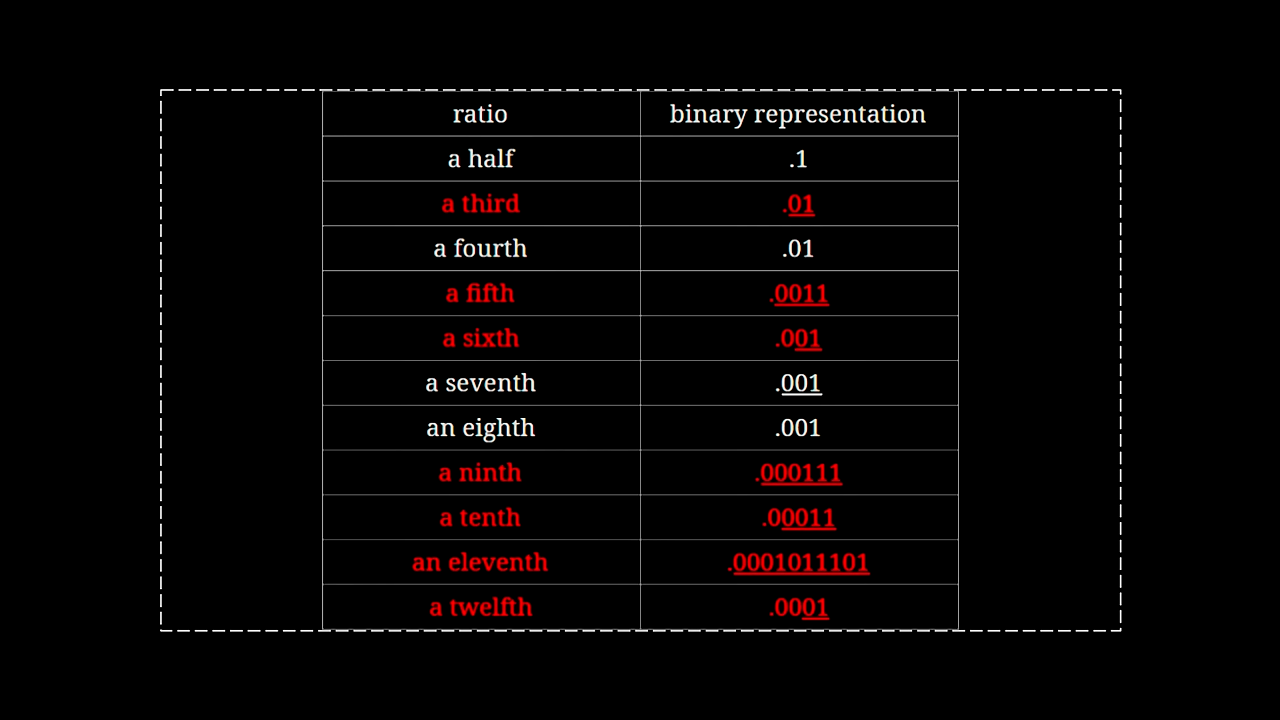 ratio binary representation
a half .1
a third .01
a fourth .01
a fifth .0011
a sixth .001
a seventh .001
an eighth .001
a ninth .000111
a tenth .00011
an eleventh .0001011101
a twelfth .0001